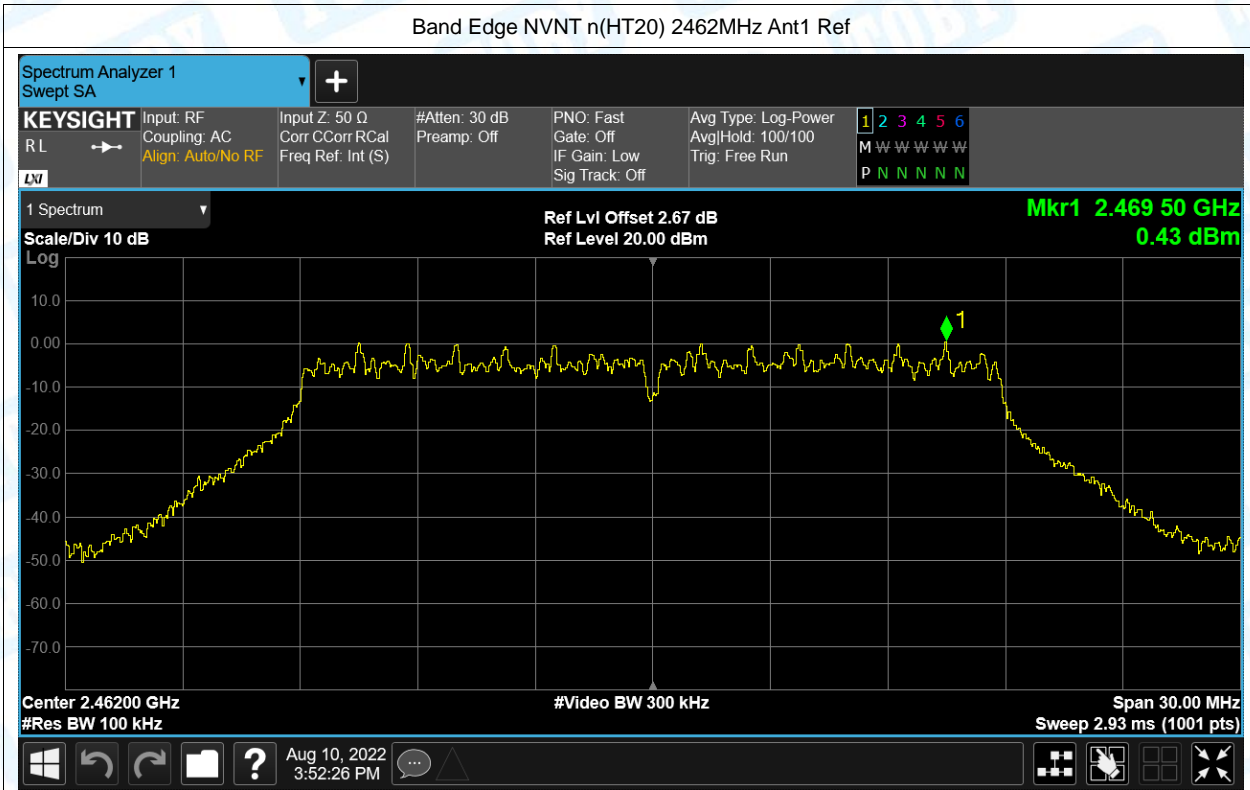 Band Edge NVNT n(HT20) 2462MHz Ant1 Ref
Spectrum Analyzer 1
Swept SA
+
KEYSIGHT
R L
LXI
Input: RF
Coupling: AC
Align: Auto/No RF
Input Z: 50 Ω
Corr CCorr RCal
Freq Ref: Int (S)
#Atten: 30 dB
Preamp: Off
PNO: Fast
Gate: Off
IF Gain: Low
Sig Track: Off
Avg Type: Log-Power
Avg|Hold: 100/100
Trig: Free Run
1 2 3 4 5 6
M W W W W W
P N N N N N
1 Spectrum
Scale/Div 10 dB
Log
Ref Lvl Offset 2.67 dB
Ref Level 20.00 dBm
Mkr1 2.469 50 GHz
0.43 dBm
10.0
0.00
-10.0
-20.0
-30.0
-40.0
-50.0
-60.0
-70.0
1
Center 2.46200 GHz
#Res BW 100 kHz
#Video BW 300 kHz
Span 30.00 MHz
Sweep 2.93 ms (1001 pts)
?
Aug 10, 2022
3:52:26 PM